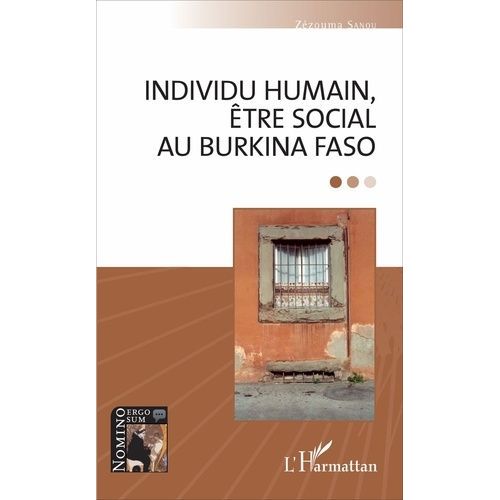 Zézouma Sanou
INDIVIDU HUMAIN,
ÊTRE SOCIAL
AU BURKINA FASO
NOMINO
ERGO
SUM
L'Harmattan